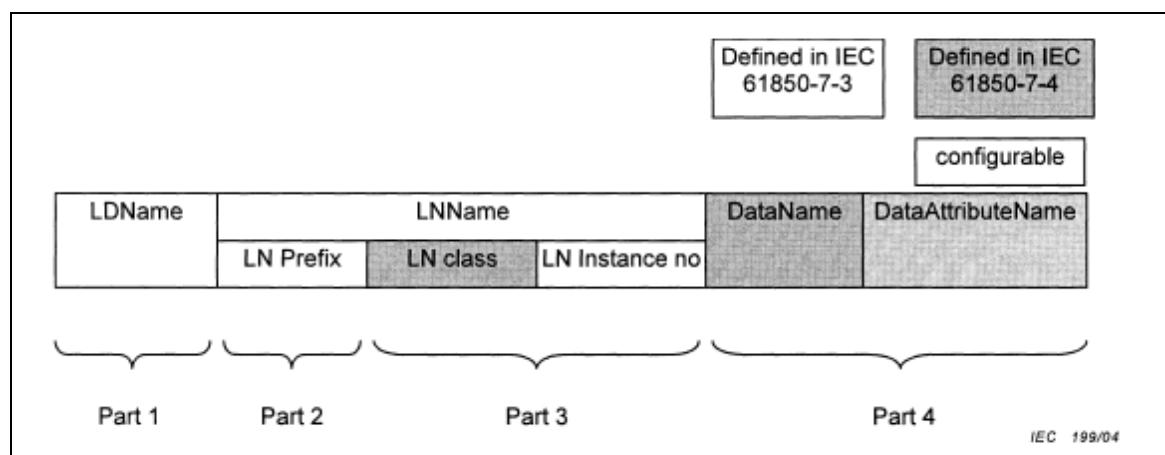 Defined in IEC
61850-7-3
Defined in IEC
61850-7-4
configurable
LDName
LNName
DataName
DataAttributeName
LN Prefix
LN class
LN Instance no
Part 1
Part 2
Part 3
Part 4
IEC 199/04